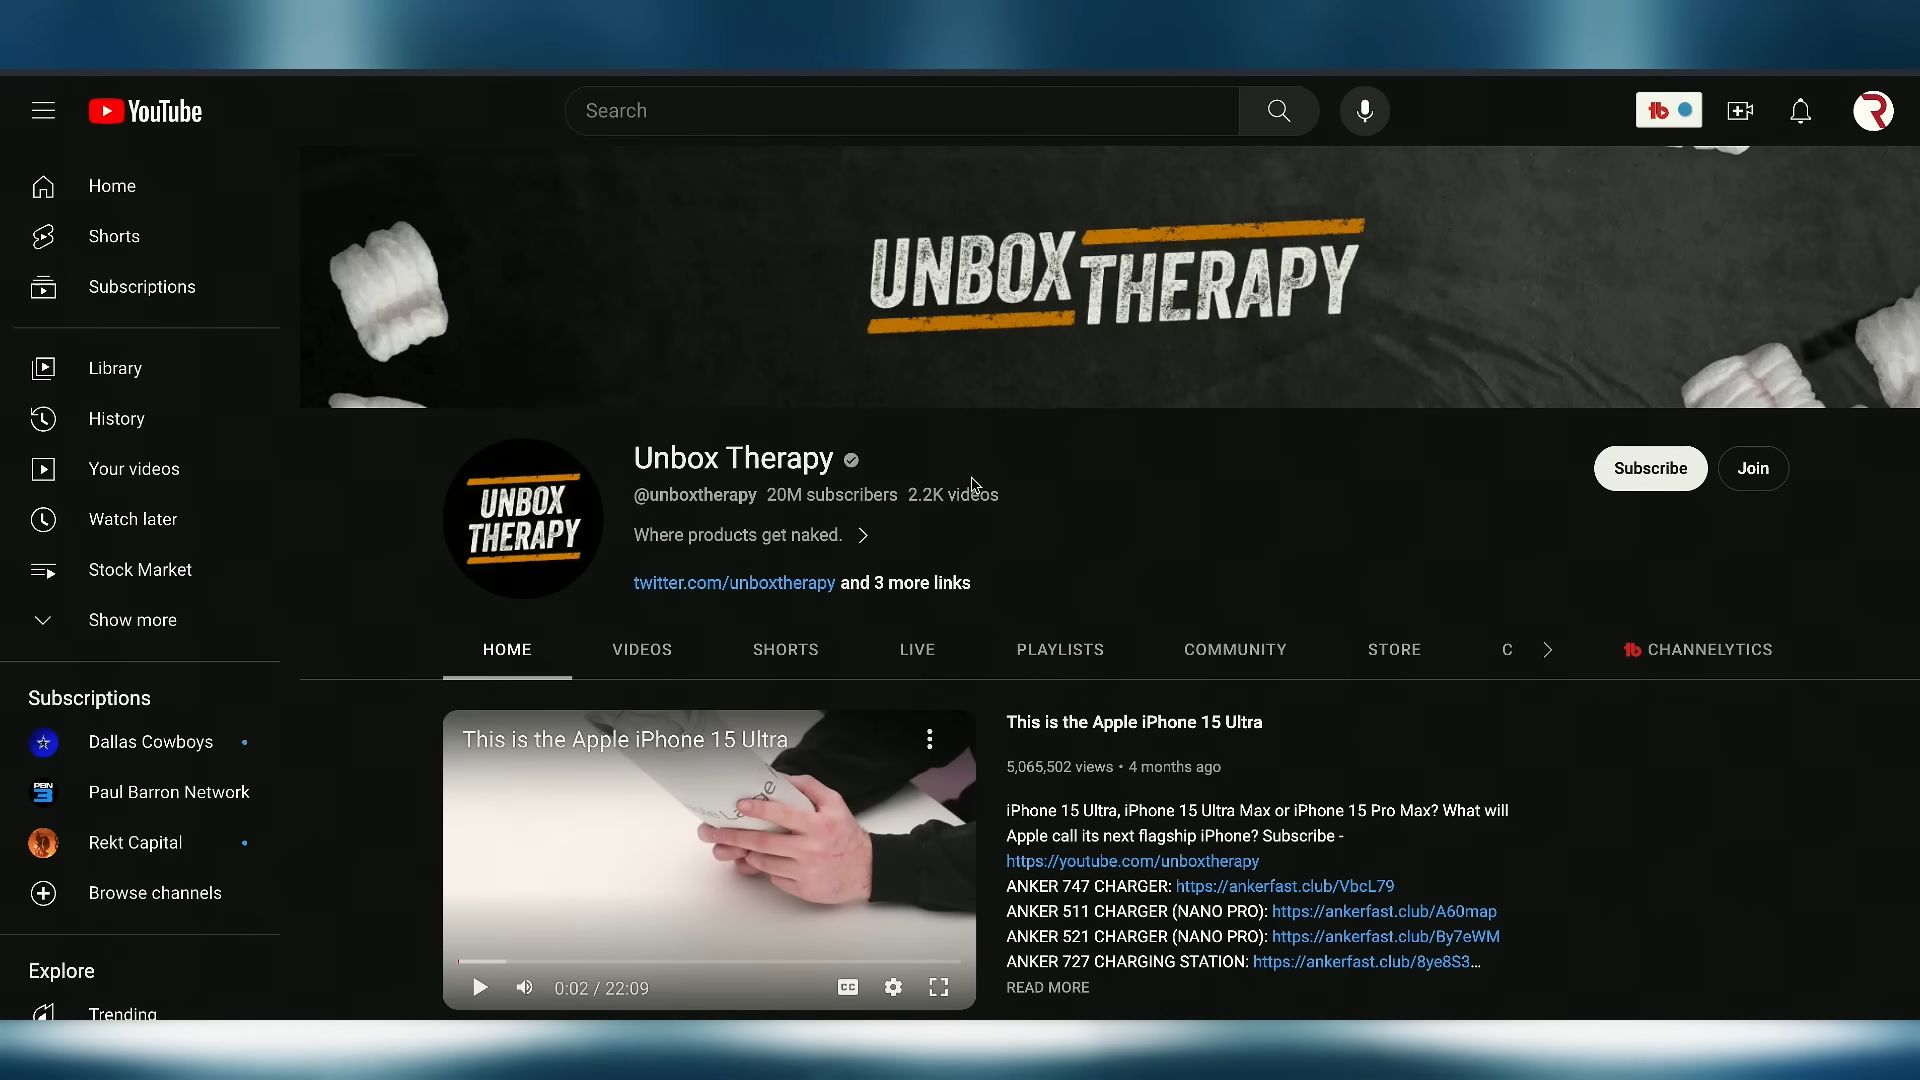 YouTube
Search
Home
Shorts
Subscriptions
Library
History
Your videos
Watch later
Stock Market
Show more
Subscriptions
Dallas Cowboys
PBN
3
Paul Barron Network
Rekt Capital
Browse channels
Explore
Trending
UNBOX THERAPY
UNBOX
THERAPY
Unbox Therapy
@unboxtherapy 20M subscribers 2.2K videos
Where products get naked.
twitter.com/unboxtherapy and 3 more links
Subscribe
Join
HOME VIDEOS SHORTS LIVE PLAYLISTS COMMUNITY STORE C CHANNELYTICS
This is the Apple iPhone 15 Ultra
0:02 / 22:09
CC
This is the Apple iPhone 15 Ultra
5,065,502 views • 4 months ago
iPhone 15 Ultra, iPhone 15 Ultra Max or iPhone 15 Pro Max? What will
Apple call its next flagship iPhone? Subscribe -
https://youtube.com/unboxtherapy
ANKER 747 CHARGER: https://ankerfast.club/VbcL79
ANKER 511 CHARGER (NANO PRO): https://ankerfast.club/A60map
ANKER 521 CHARGER (NANO PRO): https://ankerfast.club/By7eWM
ANKER 727 CHARGING STATION: https://ankerfast.club/8ye8S3...
READ MORE